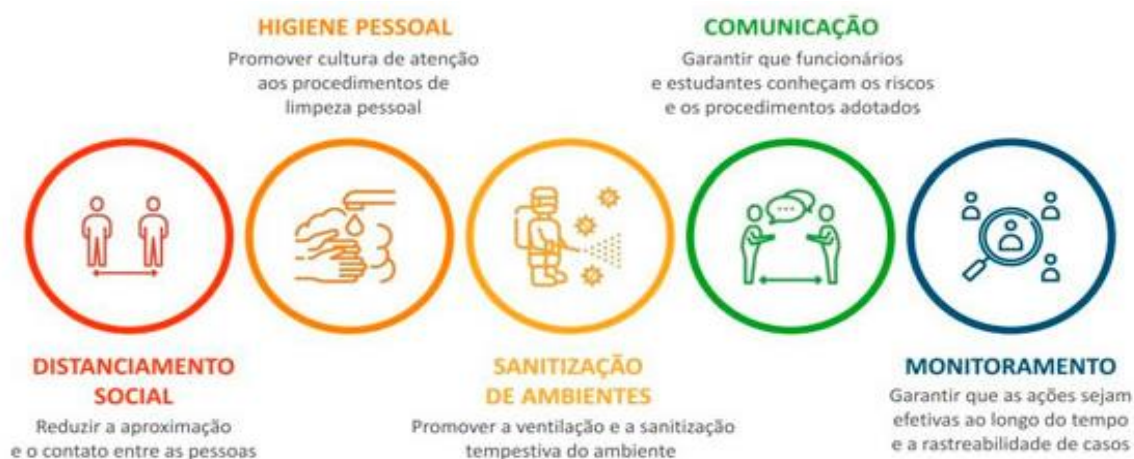 HIGIENE PESSOAL
Promover cultura de atenção
aos procedimentos de
limpeza pessoal
COMUNICAÇÃO
Garantir que funcionários
e estudantes conheçam os riscos
e os procedimentos adotados
DISTANCIAMENTO
SOCIAL
Reduzir a aproximação
e o contato entre as pessoas
SANITIZAÇÃO
DE AMBIENTES
Promover a ventilação e a sanitização
tempestiva do ambiente
MONITORAMENTO
Garantir que as ações sejam
efetivas ao longo do tempo
e a rastreabilidade de casos